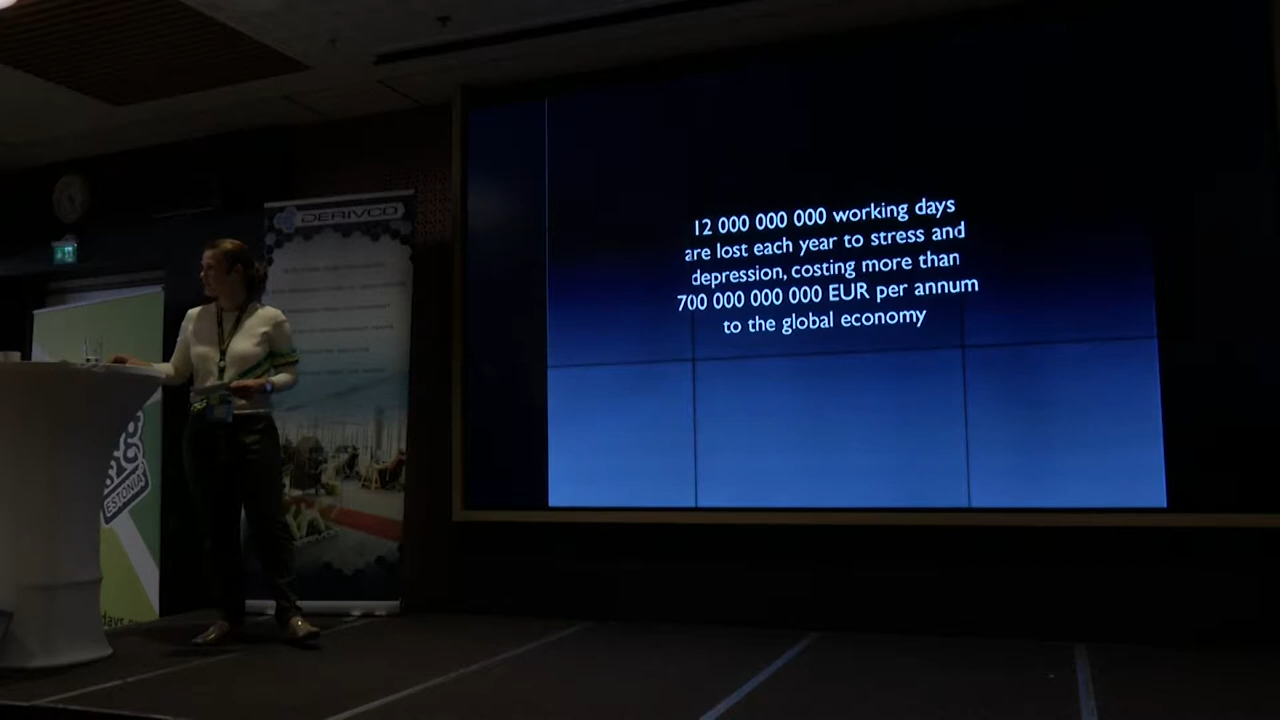 DERIVCO
12 000 000 000 working days
are lost each year to stress and
depression, costing more than
700 000 000 000 EUR per annum
to the global economy
ESTONIA
days